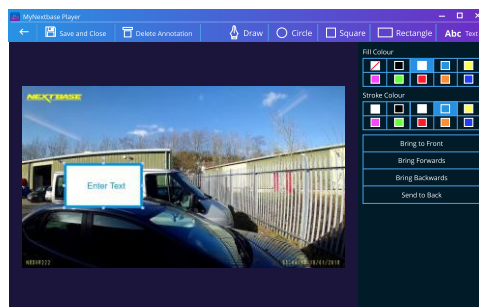 MyNextbase Player
Save and Close
Delete Annotation
Draw
Circle
Square
Rectangle
Abc Text
Fill Colour
Stroke Colour
Bring to Front
Bring Forwards
Bring Backwards
Send to Back
NEXTBASE
Enter Text